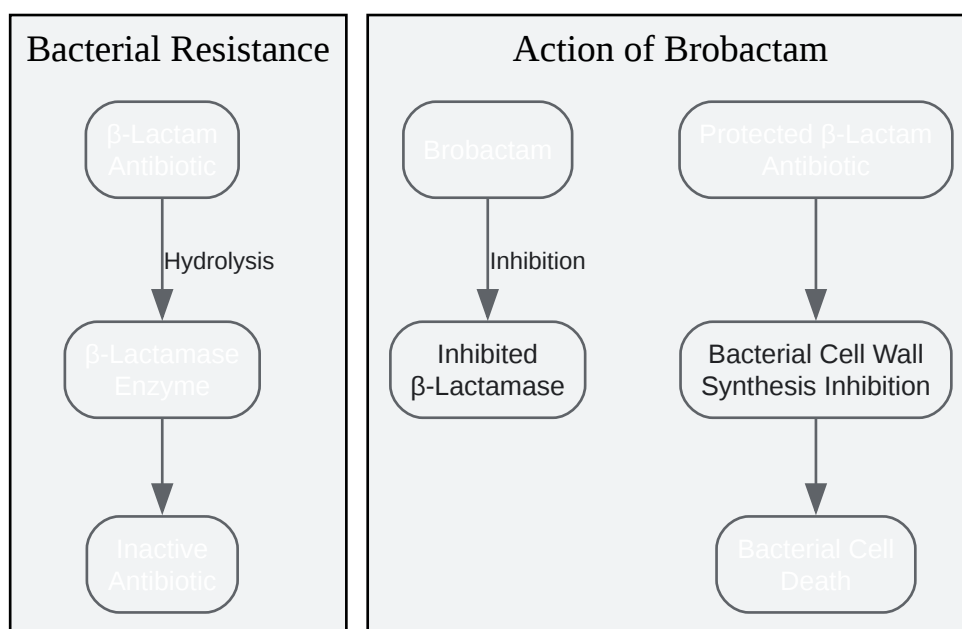 Bacterial Resistance
β-Lactam
Antibiotic
Hydrolysis
β-Lactamase
Enzyme
Inactive
Antibiotic
Action of Brobactam
Brobactam
Inhibition
Inhibited
β-Lactamase
Protected β-Lactam
Antibiotic
Bacterial Cell Wall
Synthesis Inhibition
Bacterial Cell
Death